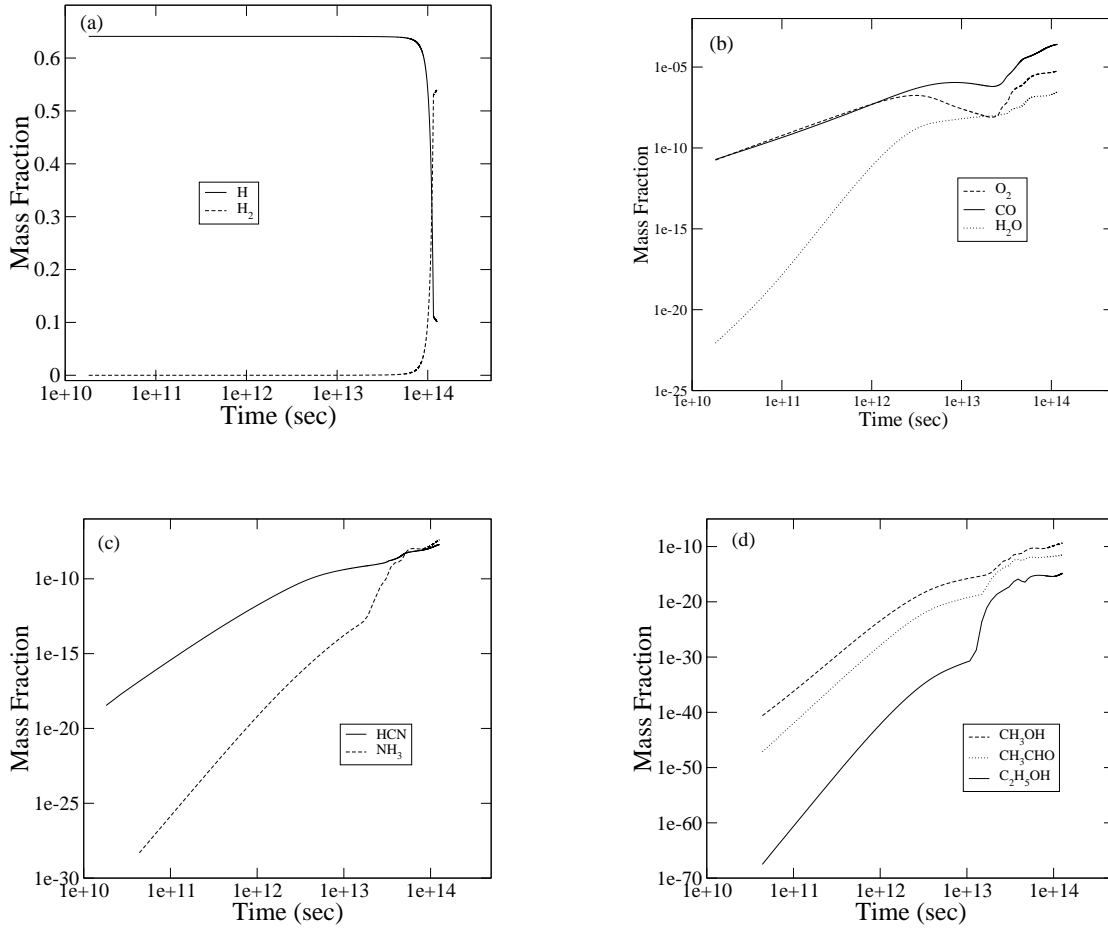 (a)
Mass Fraction
0.6
0.5
0.4
0.3
0.2
0.1
0
H
H2
1e+10 1e+11 1e+12 1e+13 1e+14
Time (sec)
(b)
Mass Fraction
1e-05
1e-10
1e-15
1e-20
1e-25
O2
CO
H2O
1e+10 1e+11 1e+12 1e+13 1e+14
Time (sec)
(c)
Mass Fraction
1e-10
1e-15
1e-20
1e-25
1e-30
HCN
NH3
1e+10 1e+11 1e+12 1e+13 1e+14
Time (sec)
(d)
Mass Fraction
1e-10
1e-20
1e-30
1e-40
1e-50
1e-60
1e-70
CH3OH
CH3CHO
C2H5OH
1e+10 1e+11 1e+12 1e+13 1e+14
Time (sec)